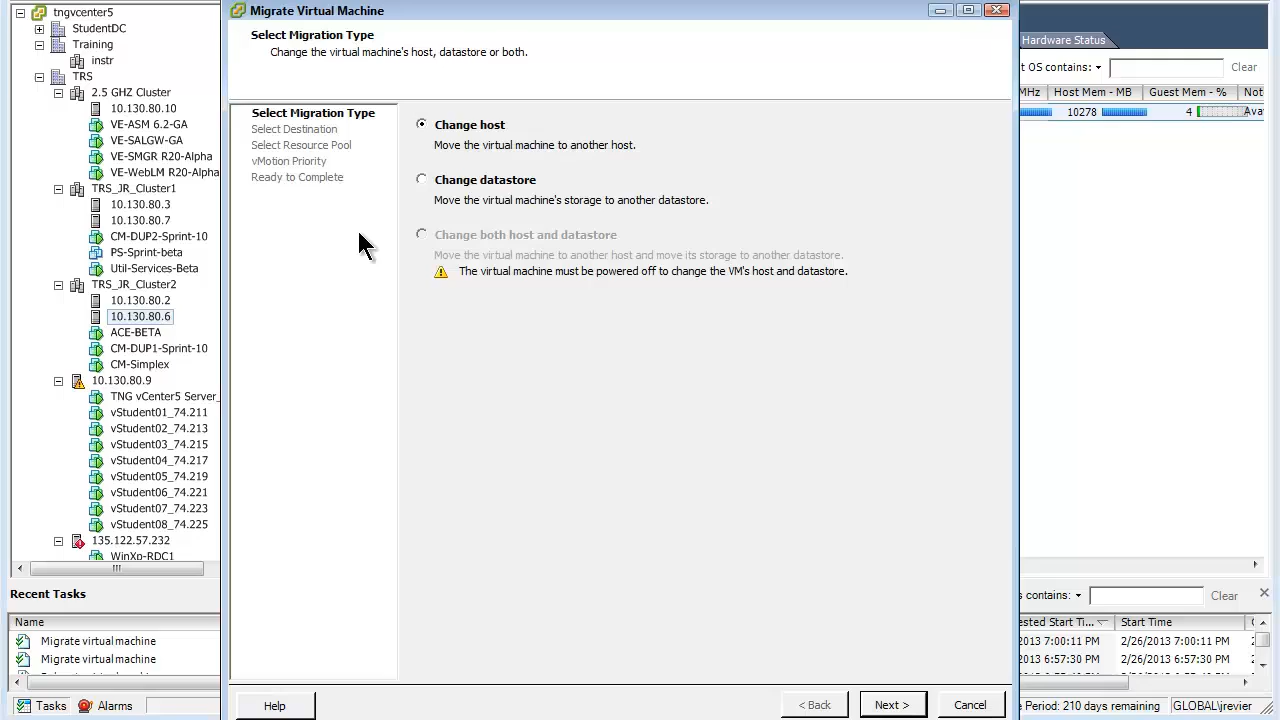 tngvcenter5
StudentDC
Training
instr
TRS
2.5 GHZ Cluster
10.130.80.10
VE-ASM 6.2-GA
VE-SALGW-GA
VE-SMGR R20-Alpha
VE-WebLM R20-Alpha
TRS_JR_Cluster1
10.130.80.3
10.130.80.7
CM-DUP2-Sprint-10
PS-Sprint-beta
Util-Services-Beta
TRS_JR_Cluster2
10.130.80.2
10.130.80.6
ACE-BETA
CM-DUP1-Sprint-10
CM-Simplex
10.130.80.9
TNG vCenter5 Server_
vStudent01_74.211
vStudent02_74.213
vStudent03_74.215
vStudent04_74.217
vStudent05_74.219
vStudent06_74.221
vStudent07_74.223
vStudent08_74.225
135.122.57.232
WinXp-RDC1
Migrate Virtual Machine
Select Migration Type
Change the virtual machine's host, datastore or both.
Select Migration Type
Select Destination
Select Resource Pool
vMotion Priority
Ready to Complete
Change host
Move the virtual machine to another host.
Change datastore
Move the virtual machine's storage to another datastore.
Change both host and datastore
Move the virtual machine to another host and move its storage to another datastore.
The virtual machine must be powered off to change the VM's host and datastore.
Help
< Back
Next >
Cancel
Hardware Status
t OS contains:
Clear
MHz Host Mem - MB Guest Mem - % Not
10278 4 Ava
Recent Tasks
Name
Migrate virtual machine
Migrate virtual machine
s contains: Clear
ested Start Ti... Start Time
2013 7:00:11 PM 2/26/2013 7:00:11 PM
2013 6:57:30 PM 2/26/2013 6:57:30 PM
Tasks Alarms
e Period: 210 days remaining GLOBAL\jrevier